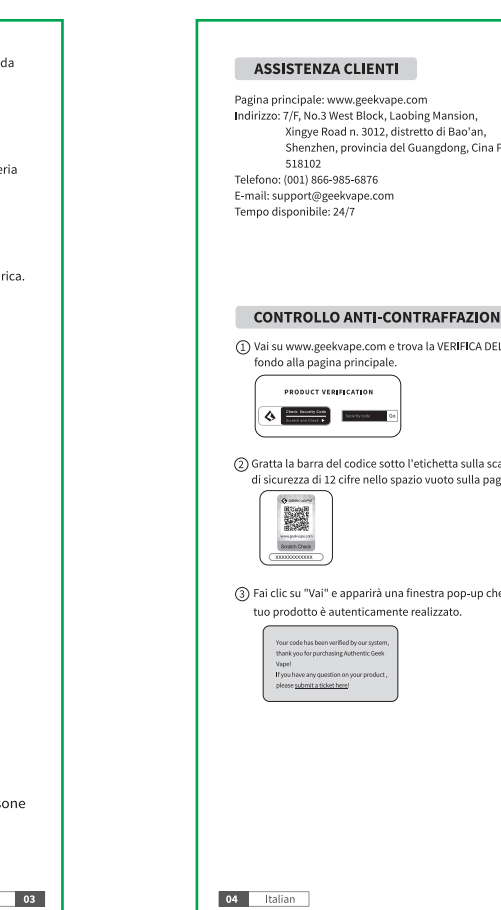 da
eria
rica.
sone
03
ASSISTENZA CLIENTI
Pagina principale: www.geekvape.com
Indirizzo: 7/F, No.3 West Block, Laobing Mansion,
Xingye Road n. 3012, distretto di Bao'an,
Shenzhen, provincia del Guangdong, Cina P
518102
Telefono: (001) 866-985-6876
E-mail: support@geekvape.com
Tempo disponibile: 24/7
CONTROLLO ANTI-CONTRAFFAZION
① Vai su www.geekvape.com e trova la VERIFICA DEL
fondo alla pagina principale.
PRODUCT VERIFICATION
Check Security Code
Scratch and Check ▶
Security code
Go
② Gratta la barra del codice sotto l'etichetta sulla sca
di sicurezza di 12 cifre nello spazio vuoto sulla pag
GEEKVAPE
www.geekvape.com
Scratch Check
XXXXXXXXXXXX
③ Fai clic su "Vai" e apparirà una finestra pop-up che
tuo prodotto è autenticamente realizzato.
Your code has been verified by our system,
thank you for purchasing Authentic Geek
Vape!
If you have any question on your product,
please submit a ticket here!
04 Italian